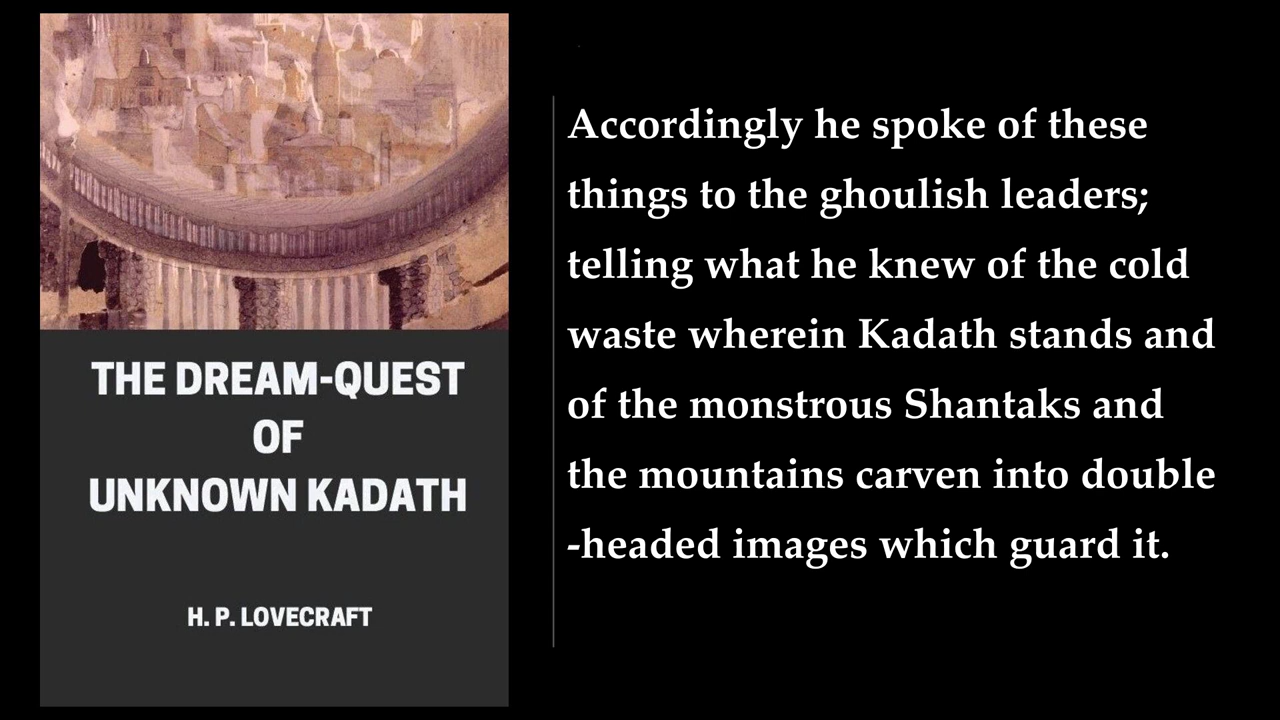 THE DREAM-QUEST
OF
UNKNOWN KADATH
H. P. LOVECRAFT
Accordingly he spoke of these
things to the ghoulish leaders;
telling what he knew of the cold
waste wherein Kadath stands and
of the monstrous Shantaks and
the mountains carven into double
-headed images which guard it.